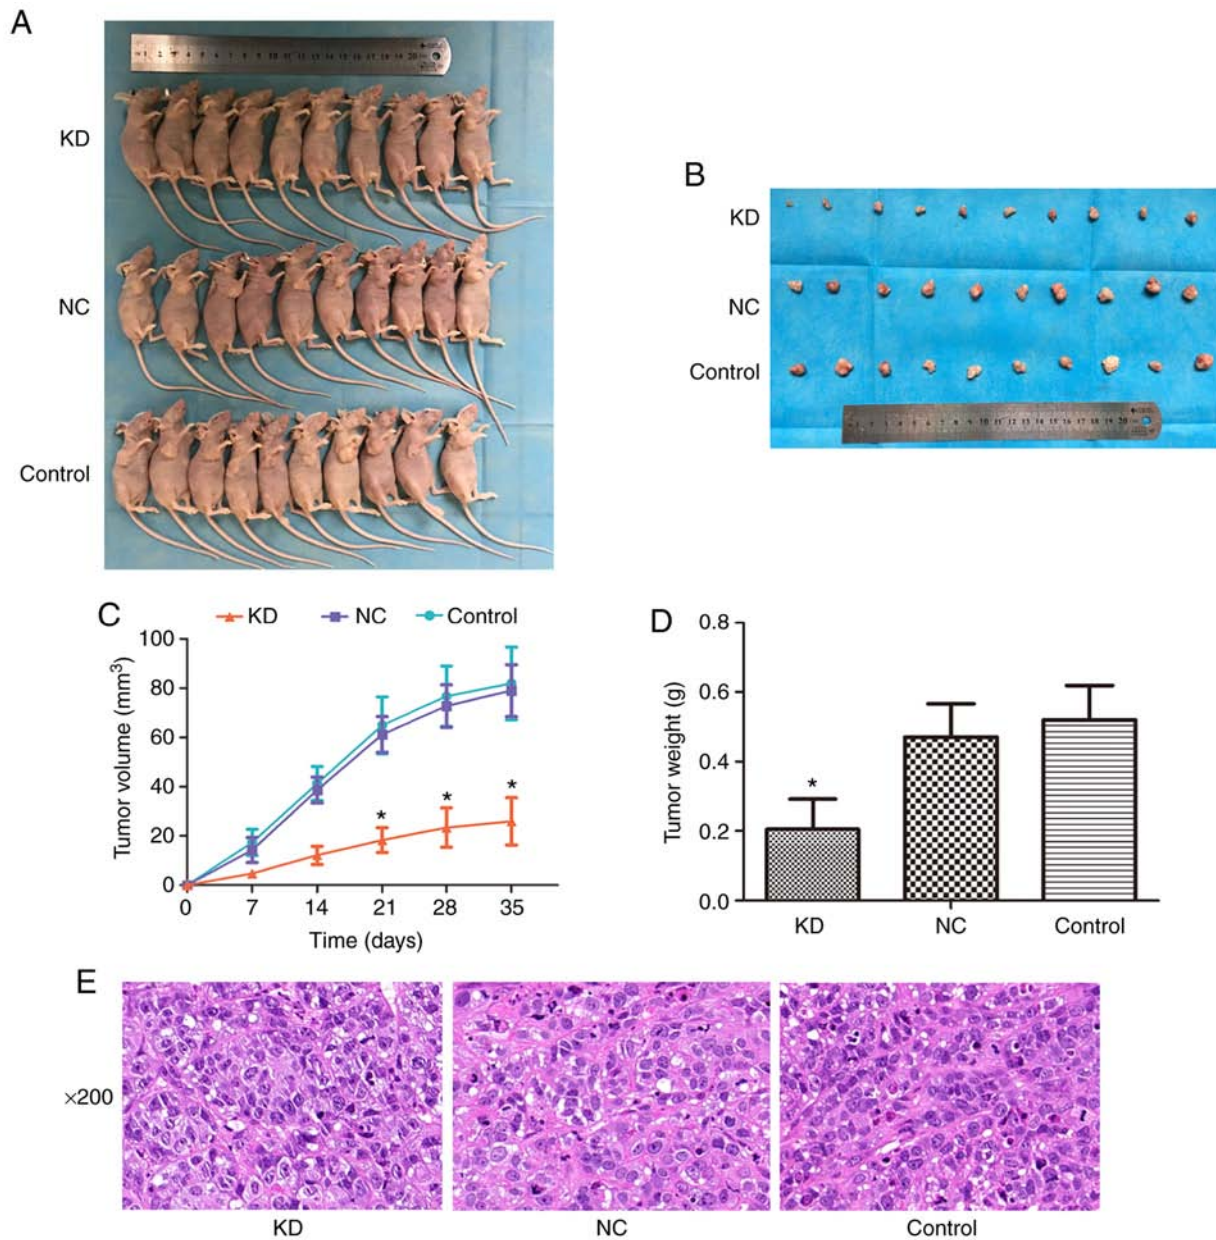 A
KD
NC
Control
B
KD
NC
Control
C
KD NC Control
Tumor volume (mm³)
100
80
60
40
20
0
* * *
0 7 14 21 28 35
Time (days)
D
Tumor weight (g)
0.8
0.6
0.4
0.2
0.0
*
KD NC Control
E
×200
KD NC Control